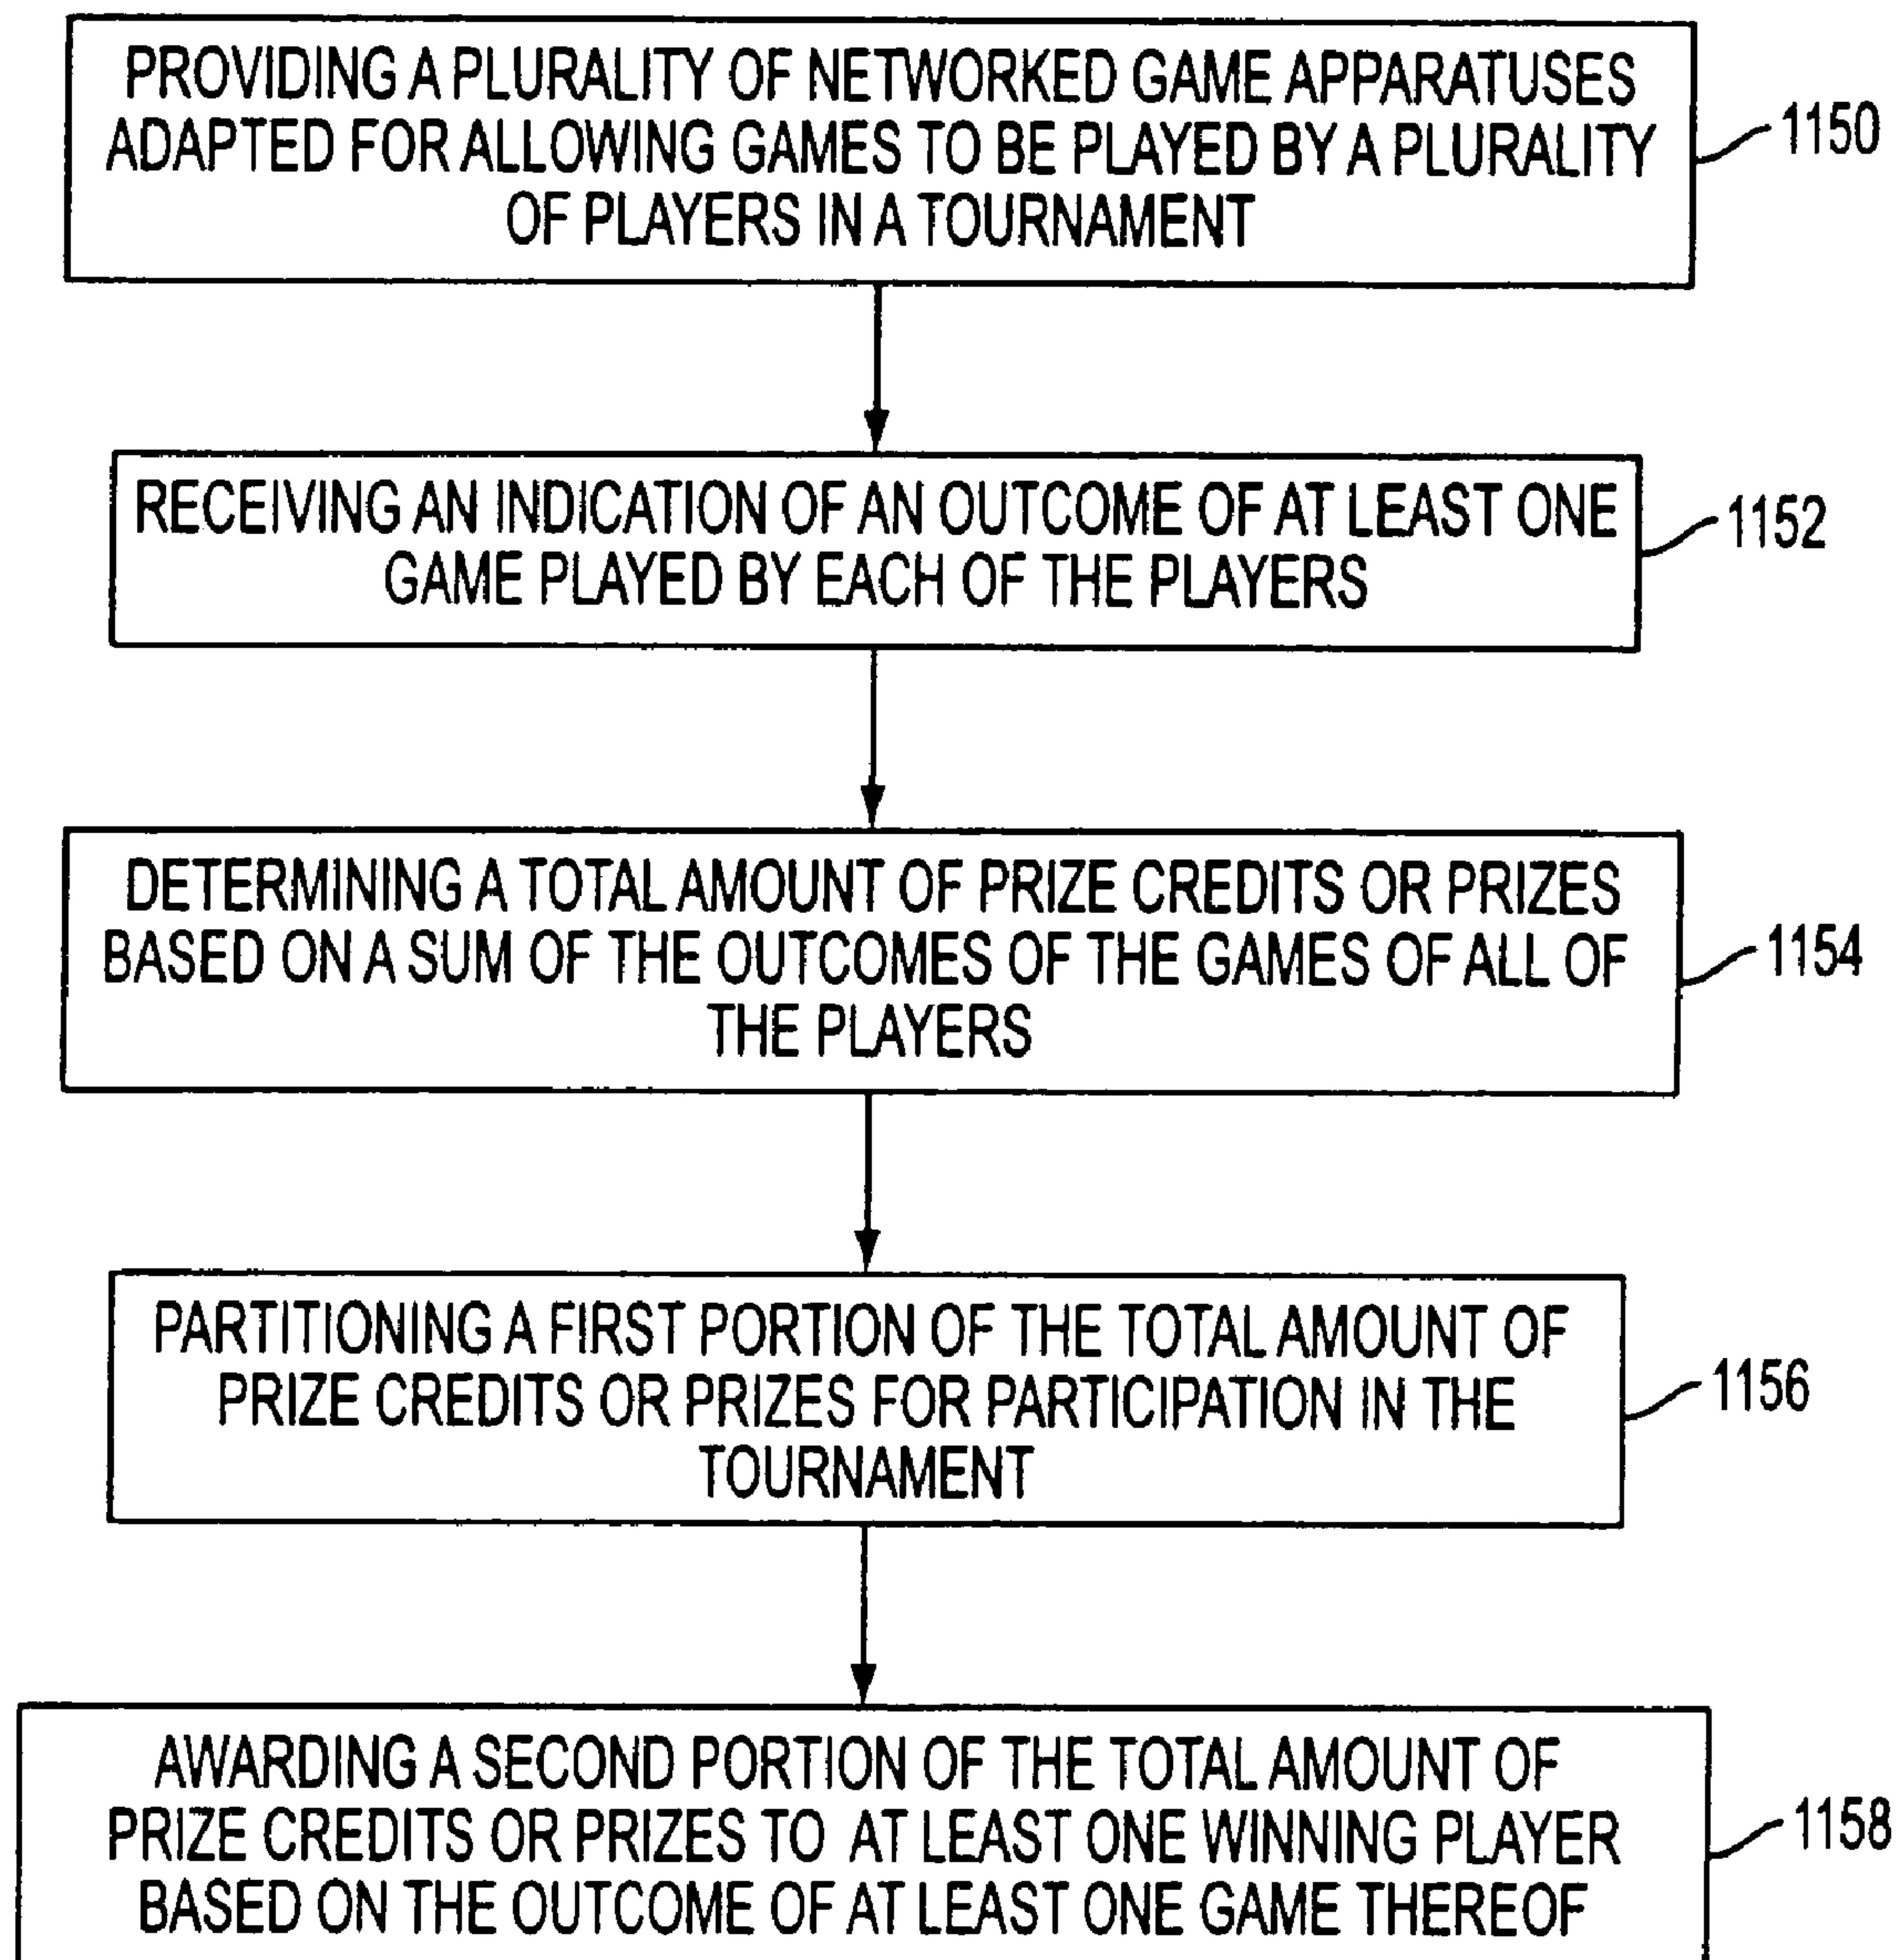 PROVIDING A PLURALITY OF NETWORKED GAME APPARATUSES
ADAPTED FOR ALLOWING GAMES TO BE PLAYED BY A PLURALITY
OF PLAYERS IN A TOURNAMENT
1150
RECEIVING AN INDICATION OF AN OUTCOME OF AT LEAST ONE
GAME PLAYED BY EACH OF THE PLAYERS
1152
DETERMINING A TOTAL AMOUNT OF PRIZE CREDITS OR PRIZES
BASED ON A SUM OF THE OUTCOMES OF THE GAMES OF ALL OF
THE PLAYERS
1154
PARTITIONING A FIRST PORTION OF THE TOTAL AMOUNT OF
PRIZE CREDITS OR PRIZES FOR PARTICIPATION IN THE
TOURNAMENT
1156
AWARDING A SECOND PORTION OF THE TOTAL AMOUNT OF
PRIZE CREDITS OR PRIZES TO AT LEAST ONE WINNING PLAYER
BASED ON THE OUTCOME OF AT LEAST ONE GAME THEREOF
1158